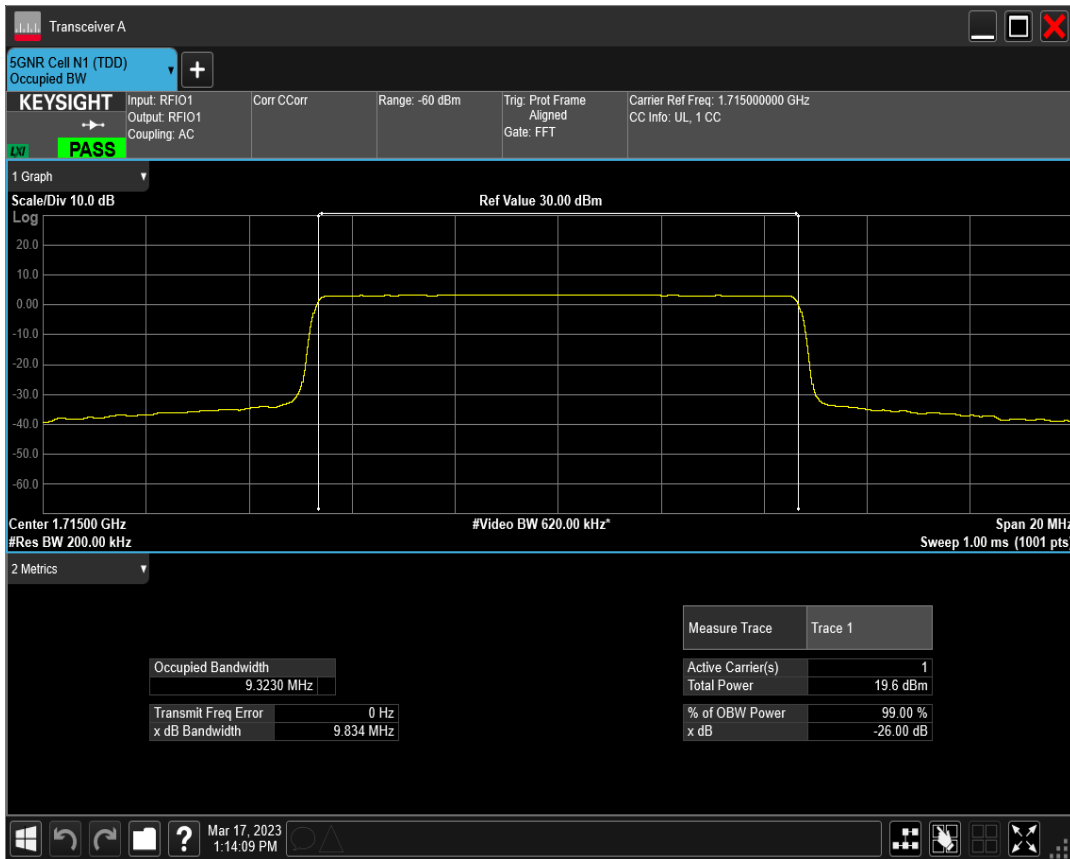 Transceiver A
5GNR Cell N1 (TDD)
Occupied BW
+
KEYSIGHT
LXI
PASS
Input: RFIO1
Output: RFIO1
Coupling: AC
Corr CCorr
Range: -60 dBm
Trig: Prot Frame
Aligned
Gate: FFT
Carrier Ref Freq: 1.715000000 GHz
CC Info: UL, 1 CC
1 Graph
Scale/Div 10.0 dB
Ref Value 30.00 dBm
Log
20.0
10.0
0.00
-10.0
-20.0
-30.0
-40.0
-50.0
-60.0
Center 1.71500 GHz
#Video BW 620.00 kHz*
Span 20 MHz
#Res BW 200.00 kHz
Sweep 1.00 ms (1001 pts)
2 Metrics
Measure Trace Trace 1
Occupied Bandwidth
9.3230 MHz
Active Carrier(s) 1
Total Power 19.6 dBm
Transmit Freq Error 0 Hz
x dB Bandwidth 9.834 MHz
% of OBW Power 99.00 %
x dB -26.00 dB
?
Mar 17, 2023
1:14:09 PM